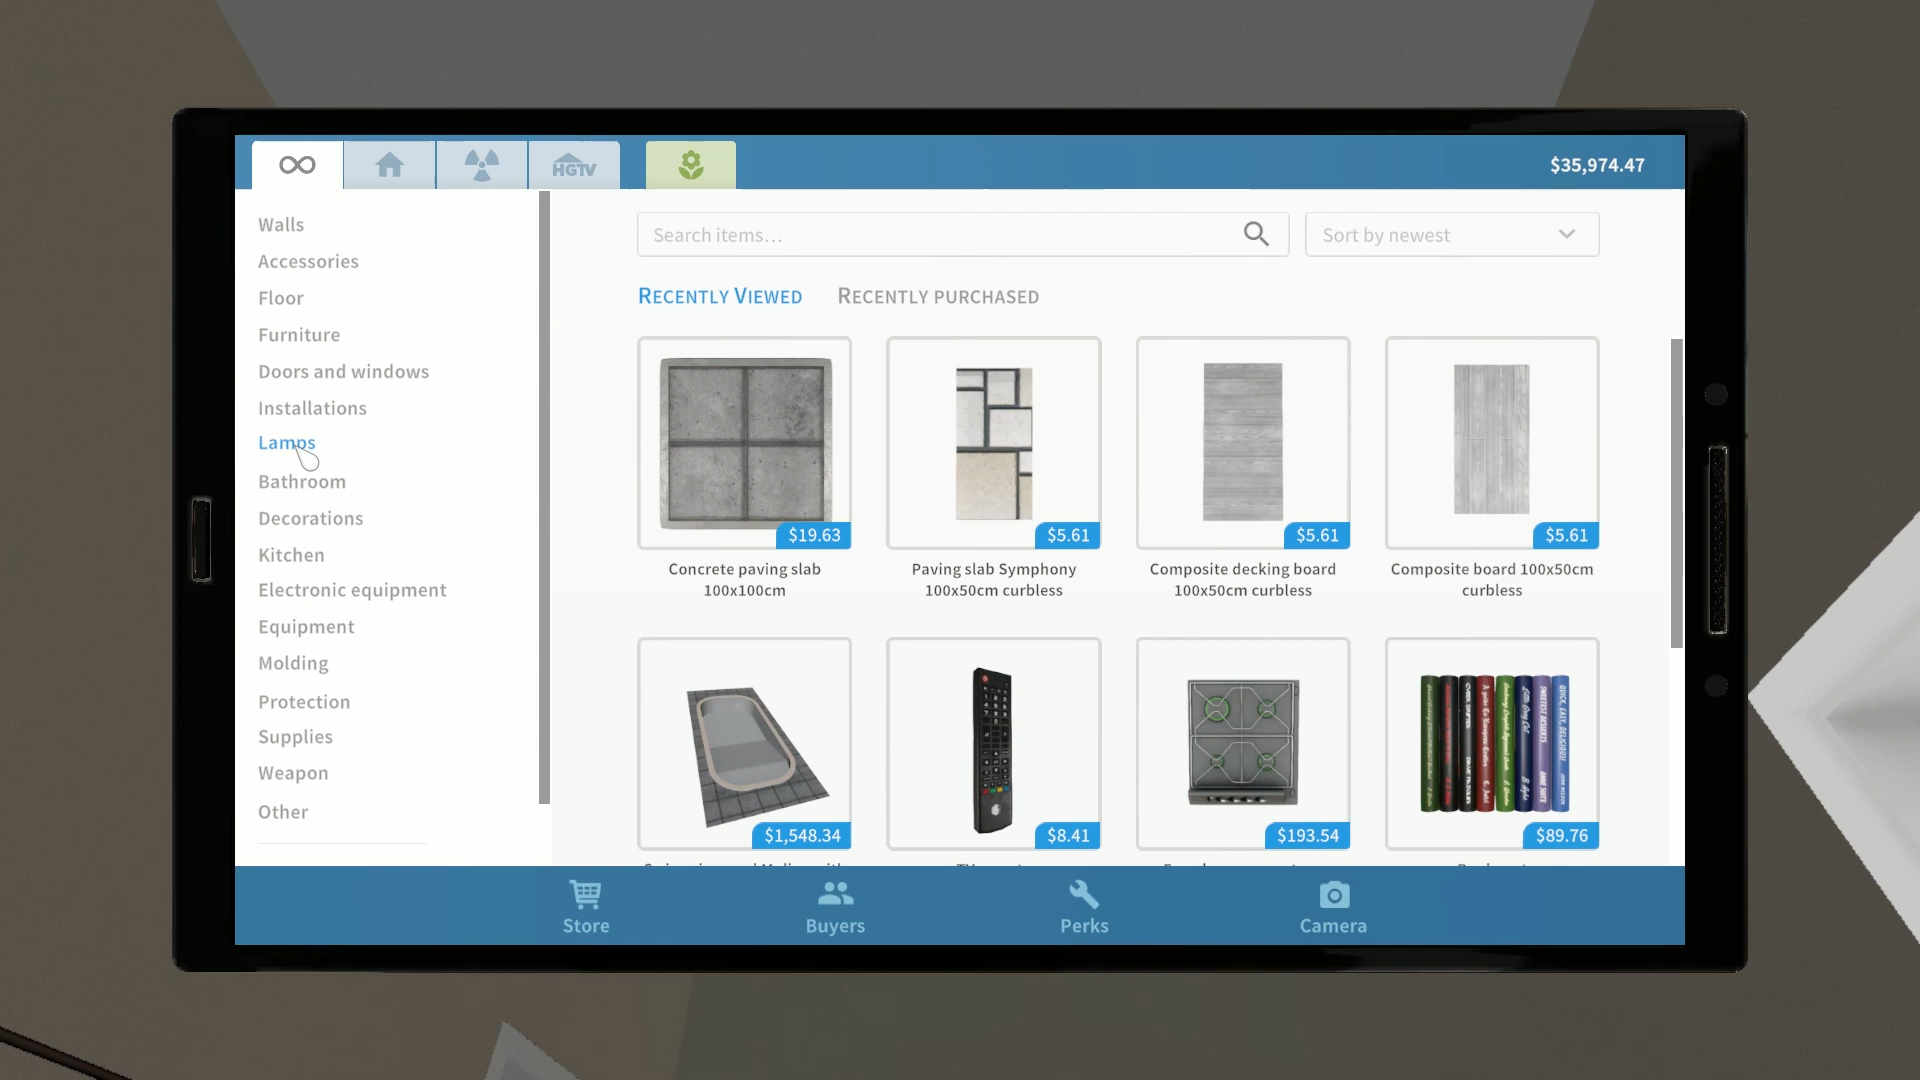 HGTV
$35,974.47
Walls
Accessories
Floor
Furniture
Doors and windows
Installations
Lamps
Bathroom
Decorations
Kitchen
Electronic equipment
Equipment
Molding
Protection
Supplies
Weapon
Other
Search items...
Sort by newest
RECENTLY VIEWED
RECENTLY PURCHASED
$19.63
$5.61
$5.61
$5.61
Concrete paving slab
100x100cm
Paving slab Symphony
100x50cm curbless
Composite decking board
100x50cm curbless
Composite board 100x50cm
curbless
$1,548.34
$8.41
$193.54
$89.76
Store
Buyers
Perks
Camera